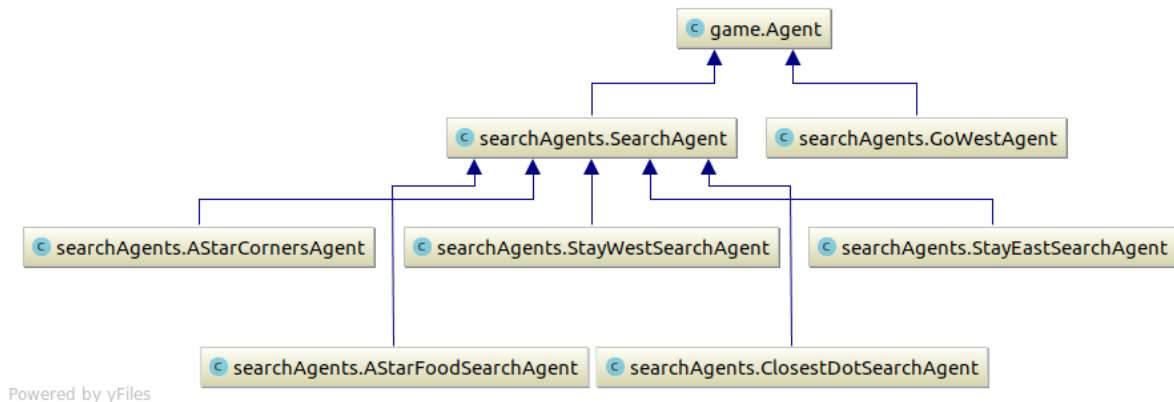 C game.Agent
C searchAgents.SearchAgent
C searchAgents.GoWestAgent
C searchAgents.AStarCornersAgent
C searchAgents.StayWestSearchAgent
C searchAgents.StayEastSearchAgent
C searchAgents.AStarFoodSearchAgent
C searchAgents.ClosestDotSearchAgent
Powered by yFiles